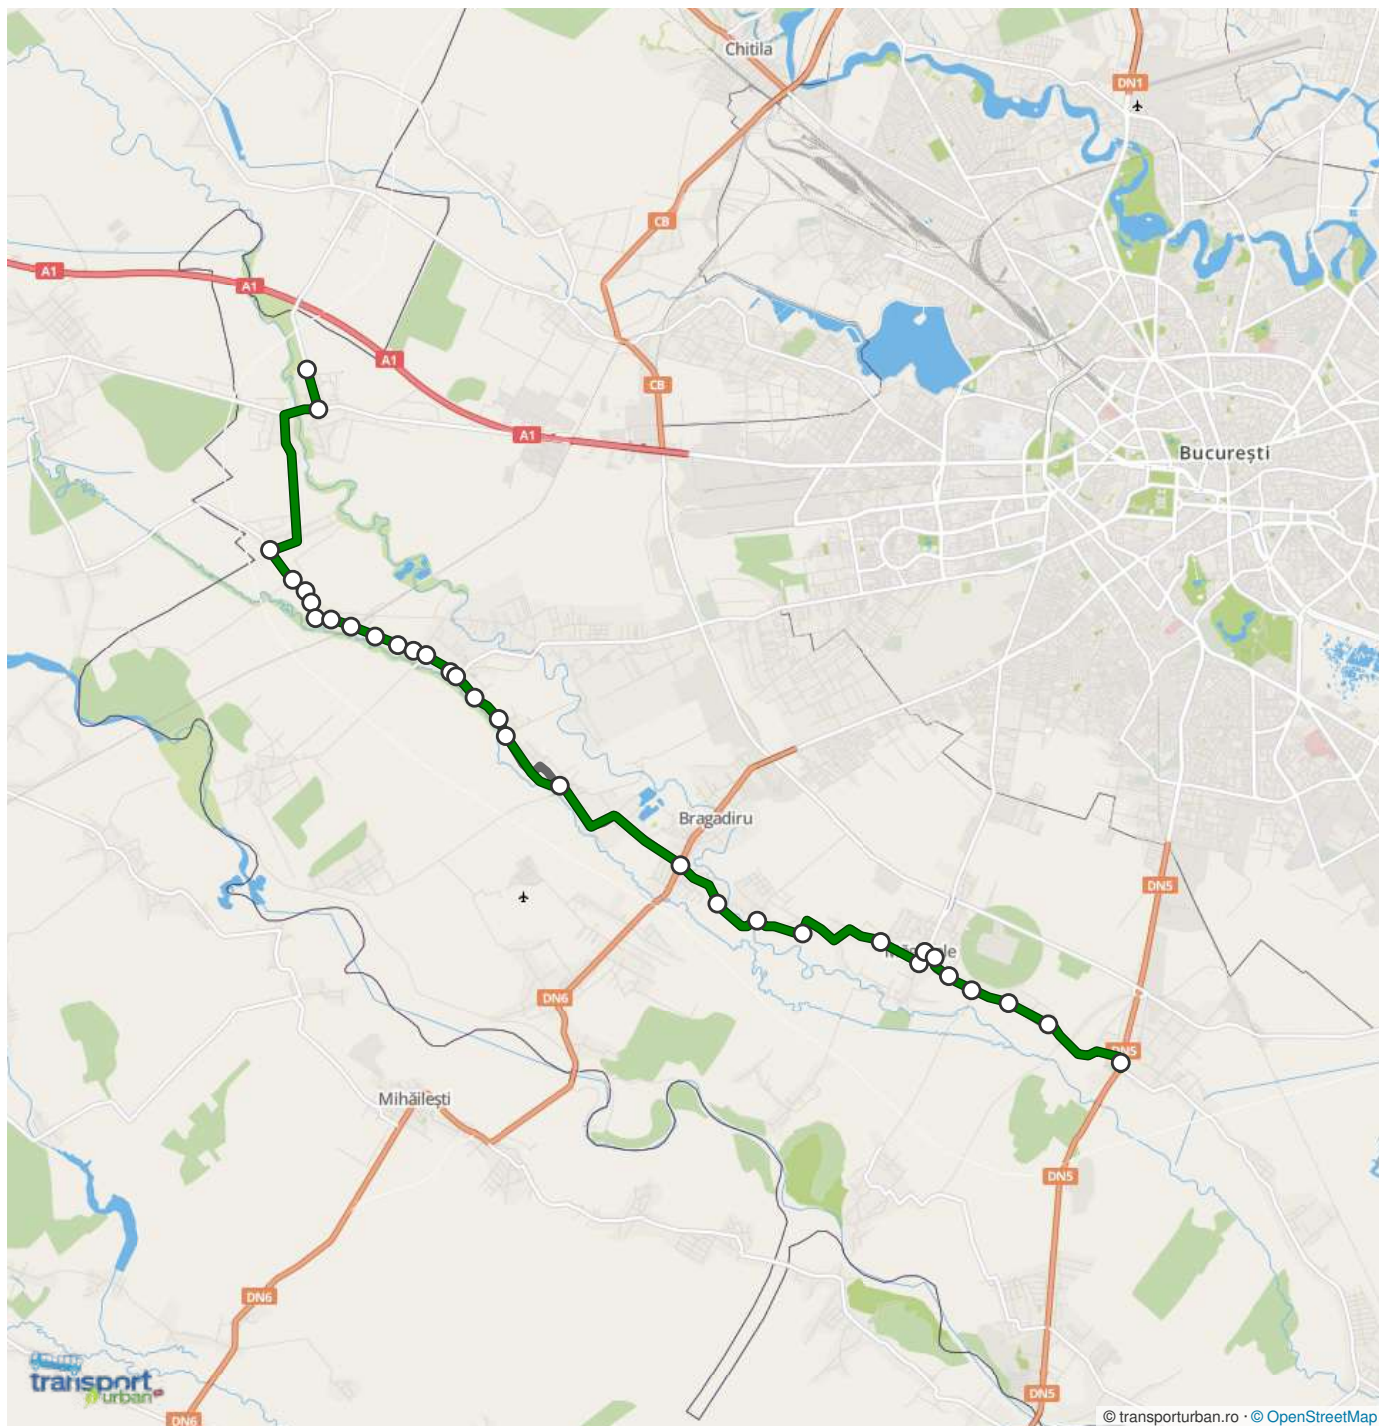 Chitila
DN1
CB
A1
A1
A1
CB
A1
București
Bragadiru
DN5
DN6
DN5
Mihăilești
DN5
DN6
DN5
DN6
transport
urban
© transporturban.ro · © OpenStreetMap